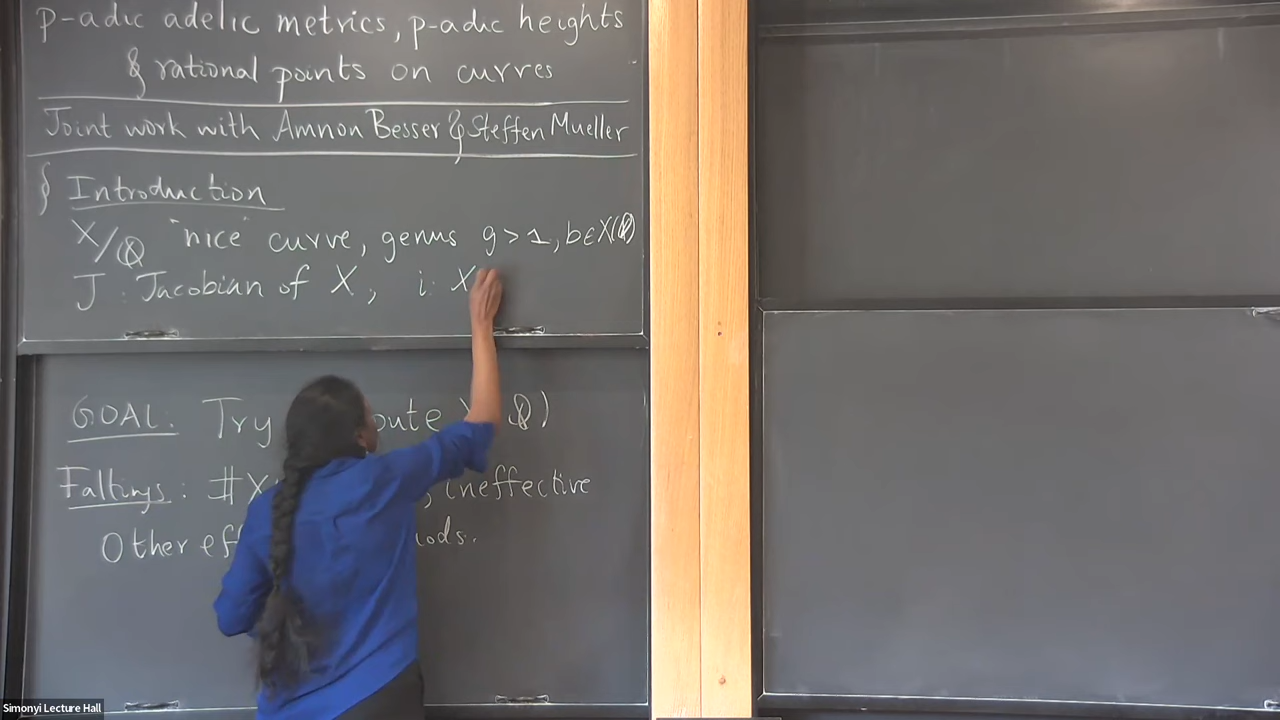 p-adic adelic metrics, p-adic heights
& rational points on curves
Joint work with Amnon Besser & Steffen Mueller
§ Introduction
X/ℚ "nice" curve, genus g > 1, b ∈ X(ℚ)
J : Jacobian of X, i: X
GOAL: Try ℚ)
Faltings: # X , ineffective
Other
Simonyi Lecture Hall